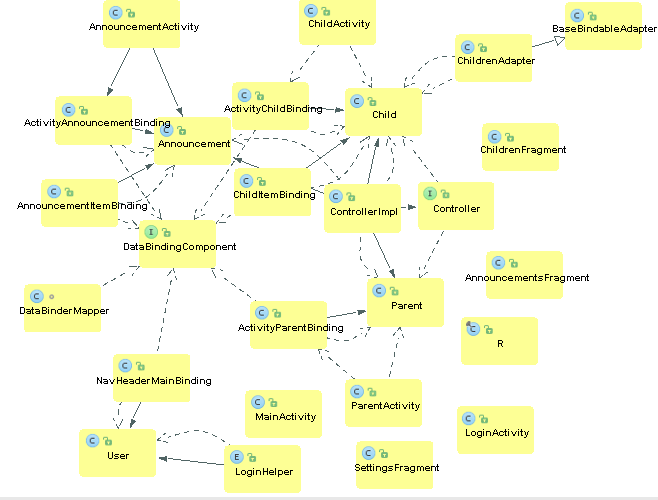 AnnouncementActivity
ChildActivity
BaseBindableAdapter
ChildrenAdapter
ActivityChildBinding
Child
ActivityAnnouncementBinding
Announcement
ChildrenFragment
AnnouncementItemBinding
ChildItemBinding
ControllerImpl
Controller
DataBindingComponent
AnnouncementsFragment
DataBinderMapper
ActivityParentBinding
Parent
R
NavHeaderMainBinding
MainActivity
ParentActivity
LoginActivity
User
LoginHelper
SettingsFragment